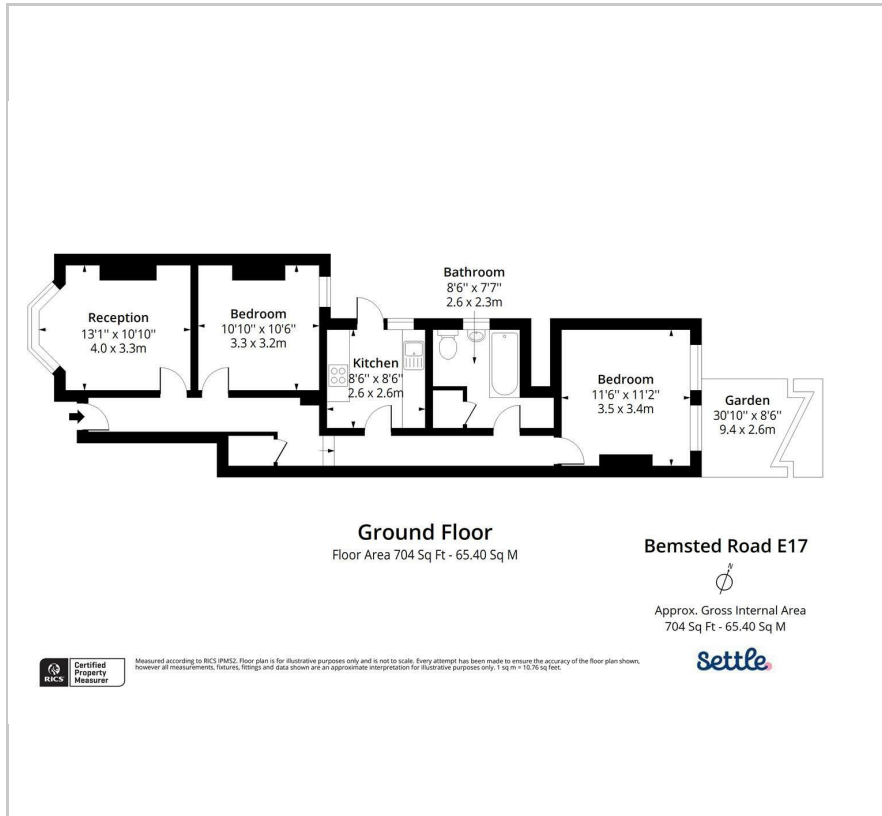 Bathroom
8'6'' x 7'7''
2.6 x 2.3m
Reception
13'1'' x 10'10''
4.0 x 3.3m
Bedroom
10'10'' x 10'6''
3.3 x 3.2m
Kitchen
8'6'' x 8'6''
2.6 x 2.6m
Bedroom
11'6'' x 11'2''
3.5 x 3.4m
Garden
30'10'' x 8'6''
9.4 x 2.6m
Ground Floor
Floor Area 704 Sq Ft - 65.40 Sq M
Bemsted Road E17
N
Approx. Gross Internal Area
704 Sq Ft - 65.40 Sq M
Settle
RICS
Certified
Property
Measurer
Measured according to RICS IPMS2. Floor plan is for illustrative purposes only and is not to scale. Every attempt has been made to ensure the accuracy of the floor plan shown,
however all measurements, fixtures, fittings and data shown are an approximate interpretation for illustrative purposes only. 1 sq m = 10.76 sq feet.